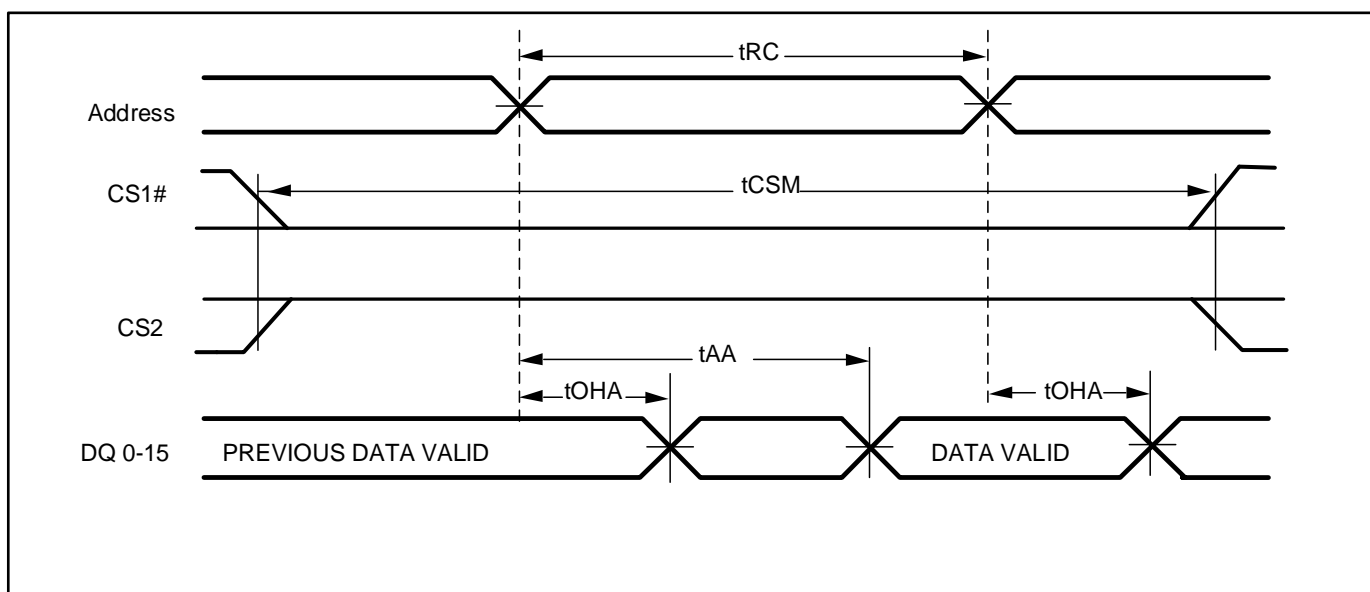 tRC
Address
CS1#
tCSM
CS2
tAA
tOHA
tOHA
DQ 0-15
PREVIOUS DATA VALID
DATA VALID